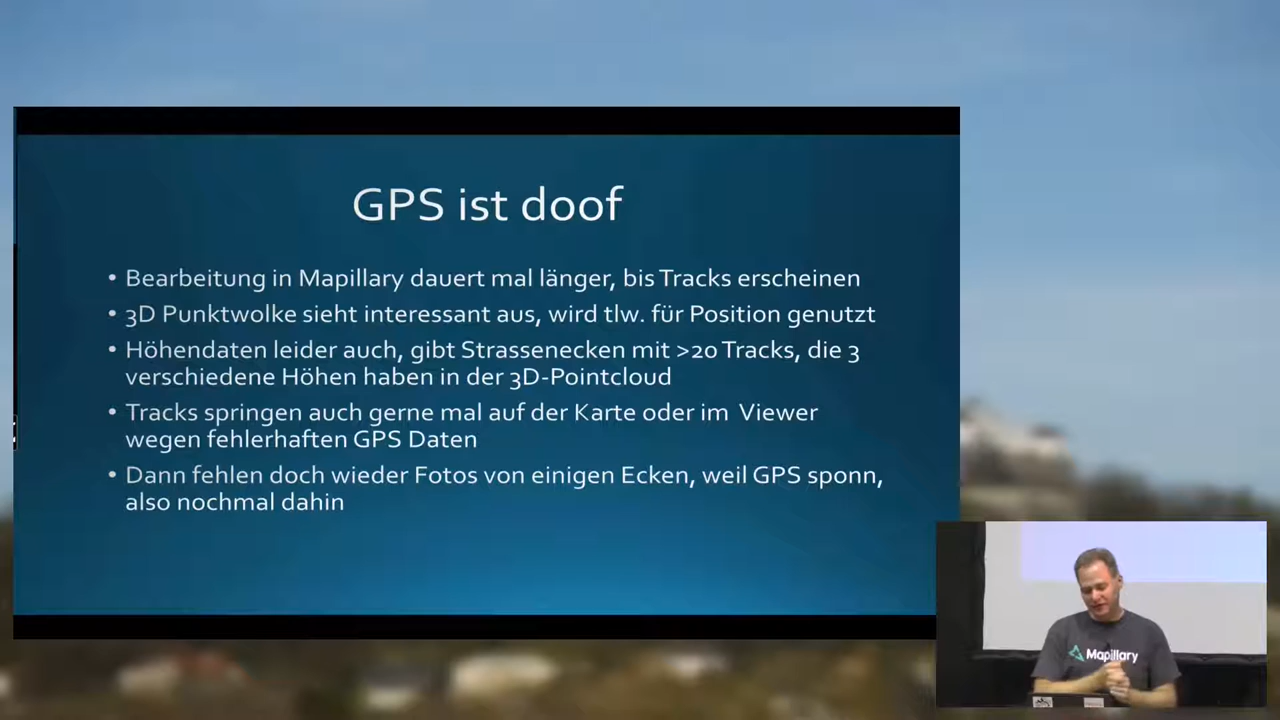 GPS ist doof
• Bearbeitung in Mapillary dauert mal länger, bis Tracks erscheinen
• 3D Punktwolke sieht interessant aus, wird tlw. für Position genutzt
• Höhendaten leider auch, gibt Strassenecken mit >20 Tracks, die 3
verschiedene Höhen haben in der 3D-Pointcloud
• Tracks springen auch gerne mal auf der Karte oder im Viewer
wegen fehlerhaften GPS Daten
• Dann fehlen doch wieder Fotos von einigen Ecken, weil GPS sponn,
also nochmal dahin
Mapillary